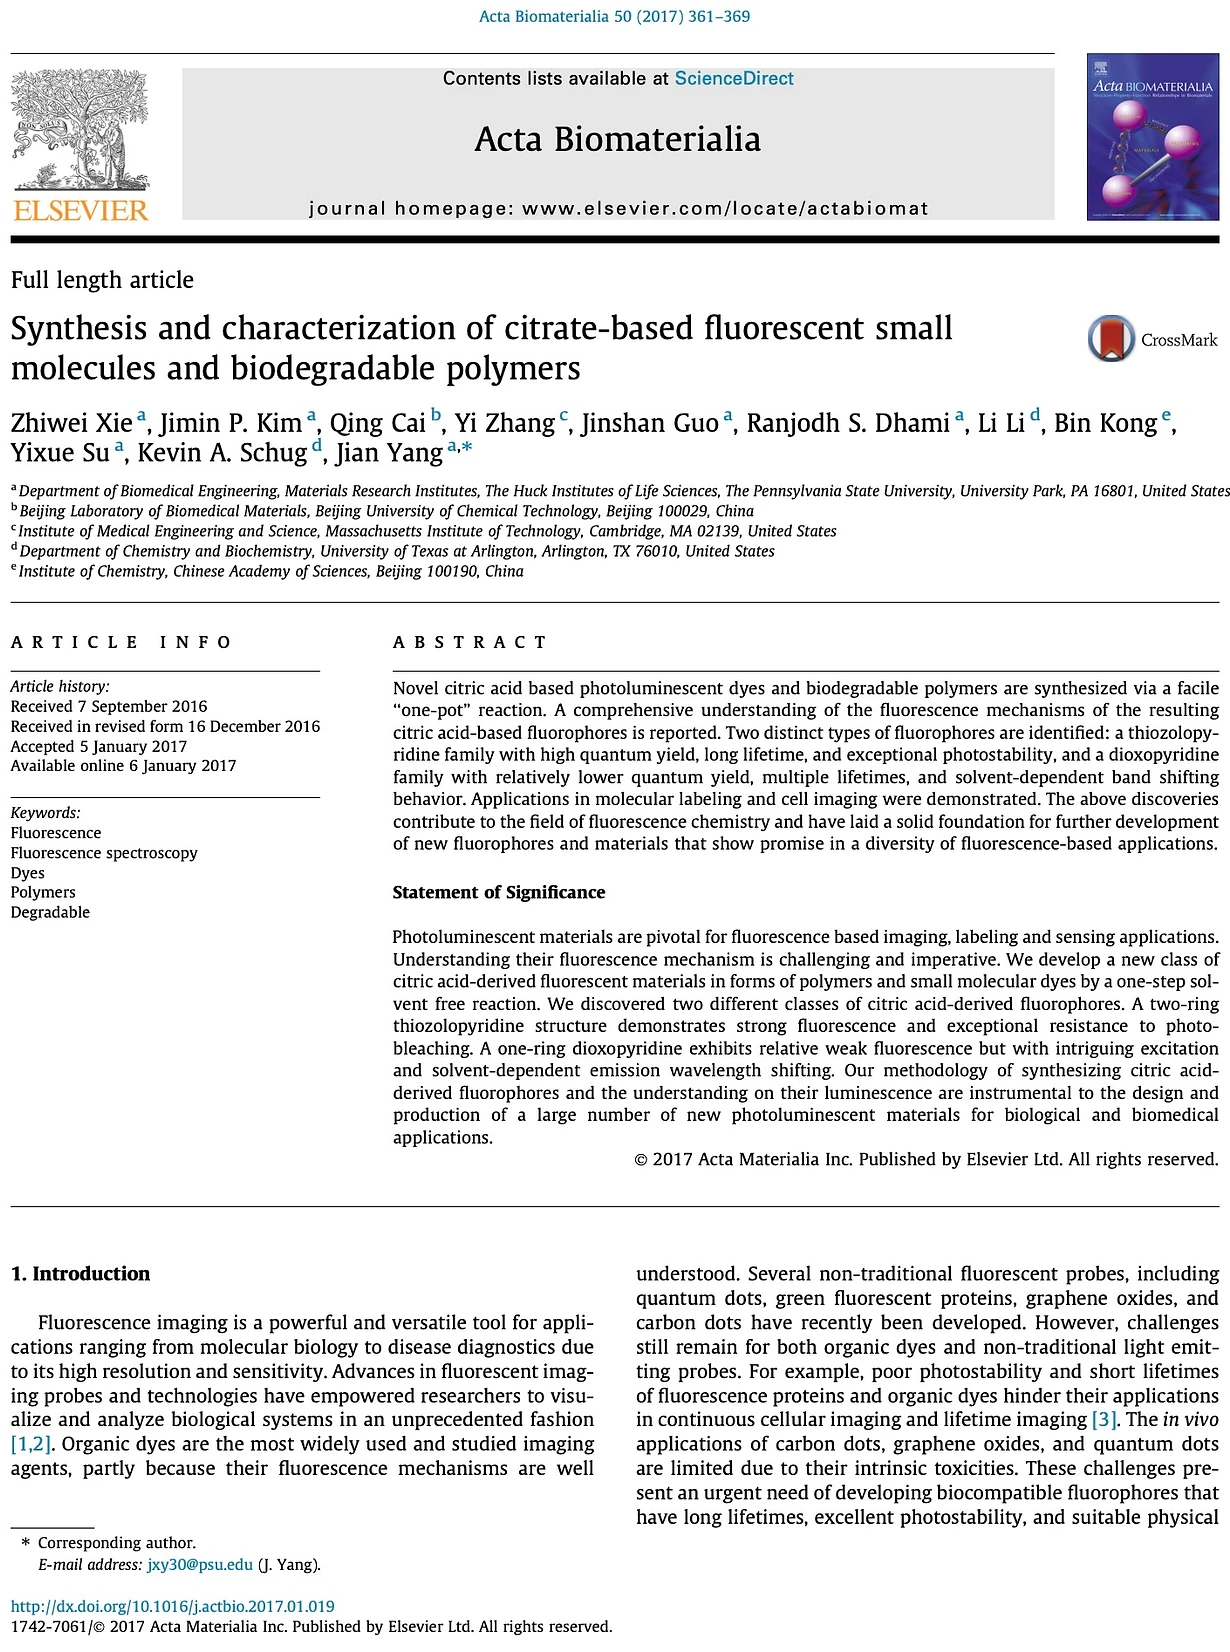 Acta Biomaterialia 50 (2017) 361–369
Contents lists available at ScienceDirect
Acta Biomaterialia
journal homepage: www.elsevier.com/locate/actabiomat
NON SOLUS
ELSEVIER
Acta BIOMATERIALIA
Full length article
Synthesis and characterization of citrate-based fluorescent small
molecules and biodegradable polymers
CrossMark
Zhiwei Xie a, Jimin P. Kim a, Qing Cai b, Yi Zhang c, Jinshan Guo a, Ranjodh S. Dhami a, Li Li d, Bin Kong e,
Yixue Su a, Kevin A. Schug d, Jian Yang a,*
a Department of Biomedical Engineering, Materials Research Institutes, The Huck Institutes of Life Sciences, The Pennsylvania State University, University Park, PA 16801, United States
b Beijing Laboratory of Biomedical Materials, Beijing University of Chemical Technology, Beijing 100029, China
c Institute of Medical Engineering and Science, Massachusetts Institute of Technology, Cambridge, MA 02139, United States
d Department of Chemistry and Biochemistry, University of Texas at Arlington, Arlington, TX 76010, United States
e Institute of Chemistry, Chinese Academy of Sciences, Beijing 100190, China
ARTICLE INFO
Article history:
Received 7 September 2016
Received in revised form 16 December 2016
Accepted 5 January 2017
Available online 6 January 2017
Keywords:
Fluorescence
Fluorescence spectroscopy
Dyes
Polymers
Degradable
ABSTRACT
Novel citric acid based photoluminescent dyes and biodegradable polymers are synthesized via a facile
“one-pot” reaction. A comprehensive understanding of the fluorescence mechanisms of the resulting
citric acid-based fluorophores is reported. Two distinct types of fluorophores are identified: a thiozolopy-
ridine family with high quantum yield, long lifetime, and exceptional photostability, and a dioxopyridine
family with relatively lower quantum yield, multiple lifetimes, and solvent-dependent band shifting
behavior. Applications in molecular labeling and cell imaging were demonstrated. The above discoveries
contribute to the field of fluorescence chemistry and have laid a solid foundation for further development
of new fluorophores and materials that show promise in a diversity of fluorescence-based applications.
Statement of Significance
Photoluminescent materials are pivotal for fluorescence based imaging, labeling and sensing applications.
Understanding their fluorescence mechanism is challenging and imperative. We develop a new class of
citric acid-derived fluorescent materials in forms of polymers and small molecular dyes by a one-step sol-
vent free reaction. We discovered two different classes of citric acid-derived fluorophores. A two-ring
thiozolopyridine structure demonstrates strong fluorescence and exceptional resistance to photo-
bleaching. A one-ring dioxopyridine exhibits relative weak fluorescence but with intriguing excitation
and solvent-dependent emission wavelength shifting. Our methodology of synthesizing citric acid-
derived fluorophores and the understanding on their luminescence are instrumental to the design and
production of a large number of new photoluminescent materials for biological and biomedical
applications.
© 2017 Acta Materialia Inc. Published by Elsevier Ltd. All rights reserved.
1. Introduction
Fluorescence imaging is a powerful and versatile tool for appli-
cations ranging from molecular biology to disease diagnostics due
to its high resolution and sensitivity. Advances in fluorescent imag-
ing probes and technologies have empowered researchers to visu-
alize and analyze biological systems in an unprecedented fashion
[1,2]. Organic dyes are the most widely used and studied imaging
agents, partly because their fluorescence mechanisms are well
understood. Several non-traditional fluorescent probes, including
quantum dots, green fluorescent proteins, graphene oxides, and
carbon dots have recently been developed. However, challenges
still remain for both organic dyes and non-traditional light emit-
ting probes. For example, poor photostability and short lifetimes
of fluorescence proteins and organic dyes hinder their applications
in continuous cellular imaging and lifetime imaging [3]. The in vivo
applications of carbon dots, graphene oxides, and quantum dots
are limited due to their intrinsic toxicities. These challenges pre-
sent an urgent need of developing biocompatible fluorophores that
have long lifetimes, excellent photostability, and suitable physical
* Corresponding author.
E-mail address: jxy30@psu.edu (J. Yang).
http://dx.doi.org/10.1016/j.actbio.2017.01.019
1742-7061/© 2017 Acta Materialia Inc. Published by Elsevier Ltd. All rights reserved.